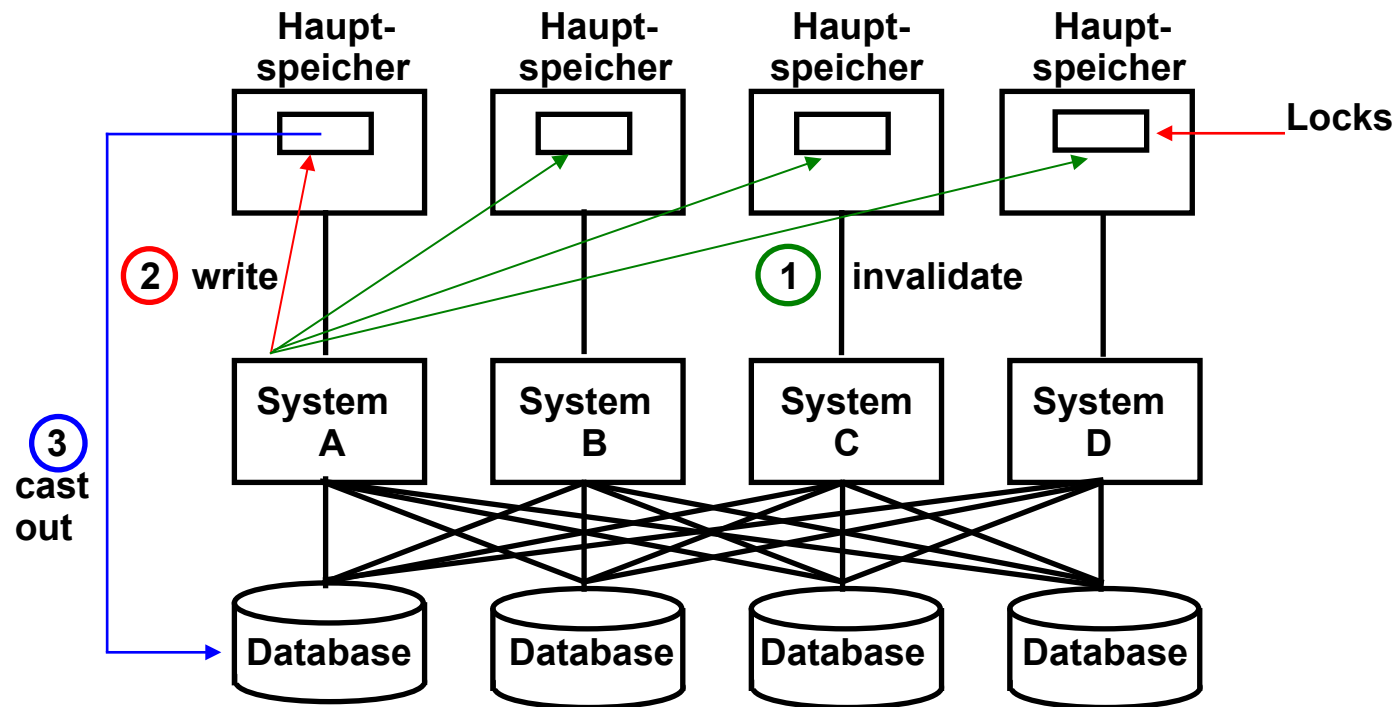 Haupt-
speicher
Haupt-
speicher
Haupt-
speicher
Haupt-
speicher
Locks
2 write
1 invalidate
System
A
System
B
System
C
System
D
3
cast
out
Database
Database
Database
Database